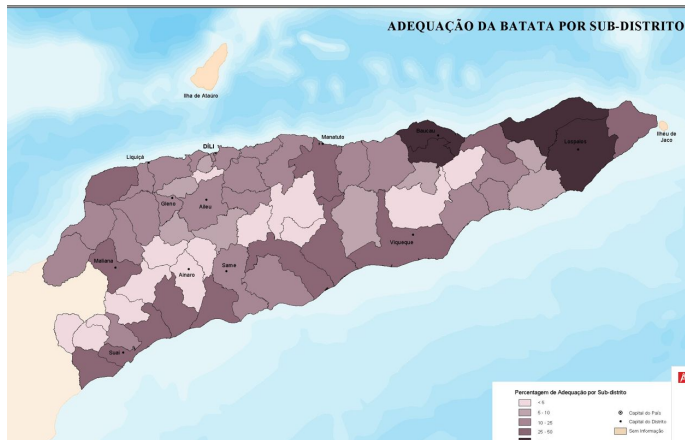 ADEQUAÇÃO DA BATATA POR SUB-DISTRITO
Ilha de Ataúro
Manatuto
Baucau
DÍLI
Ilhéu de
Jaco
Lospalos
Liquiçá
Gleno
Aileu
Viqueque
Maliana
Same
Ainaro
Suai
Percentagem de Adequação por Sub-distrito
< 5
5 - 10
10 - 25
25 - 50
Capital do País
Capital do Distrito
Sem Informação
A